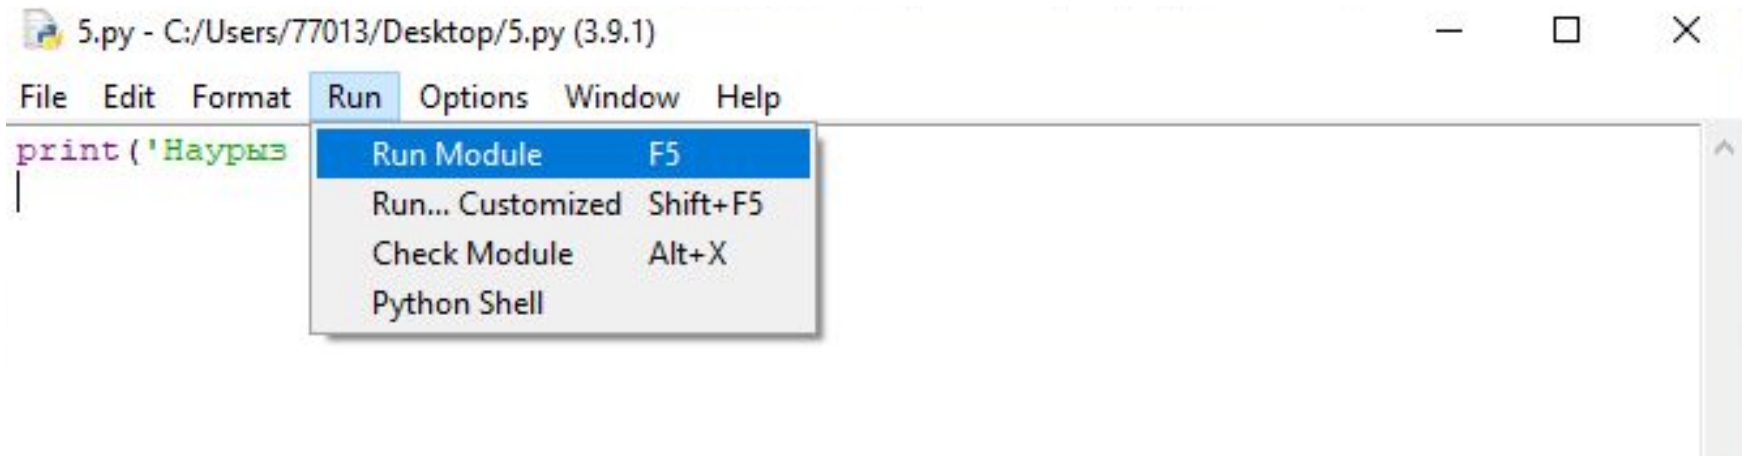 5.py - C:/Users/77013/Desktop/5.py (3.9.1)
File Edit Format Run Options Window Help
print('Наурыз
Run Module F5
Run... Customized Shift+F5
Check Module Alt+X
Python Shell